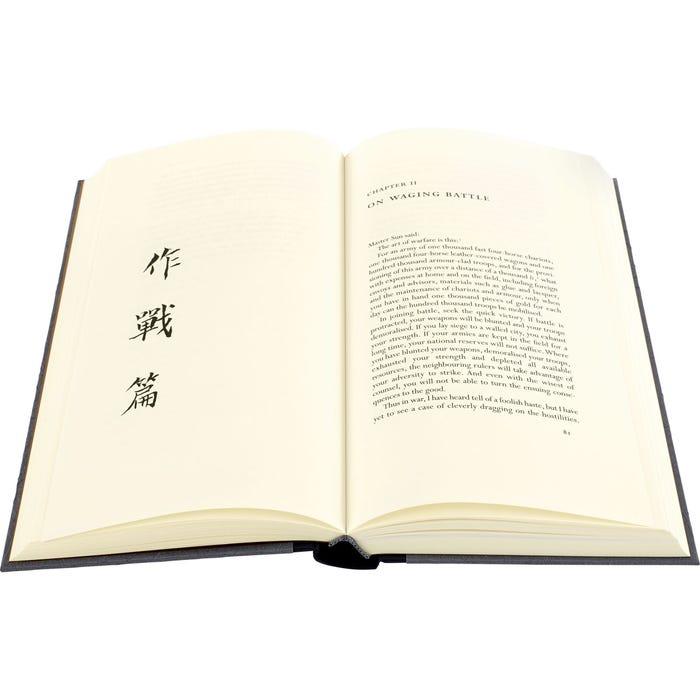 作
戰
篇
CHAPTER II
ON WAGING BATTLE
Master Sun said:
The art of warfare is this:¹
For an army of one thousand fast four-horse chariots,
one thousand four-horse leather-covered wagons and one
hundred thousand armour-clad troops, and for the provi-
sioning of this army over a distance of a thousand li,² what
with expenses at home and on the field, including foreign
envoys and advisors, materials such as glue and lacquer,
and the maintenance of chariots and armour, only when
you have in hand one thousand pieces of gold for each
day can the hundred thousand troops be mobilised.
In joining battle, seek the quick victory. If battle is
protracted, your weapons will be blunted and your troops
demoralised. If you lay siege to a walled city, you exhaust
your strength. If your armies are kept in the field for a
long time, your national reserves will not suffice. Where
you have blunted your weapons, demoralised your troops,
exhausted your strength and depleted all available
resources, the neighbouring rulers will take advantage of
your adversity to strike. And even with the wisest of
counsel, you will not be able to turn the ensuing conse-
quences to the good.
Thus in war, I have heard tell of a foolish haste, but I have
yet to see a case of cleverly dragging on the hostilities.
81